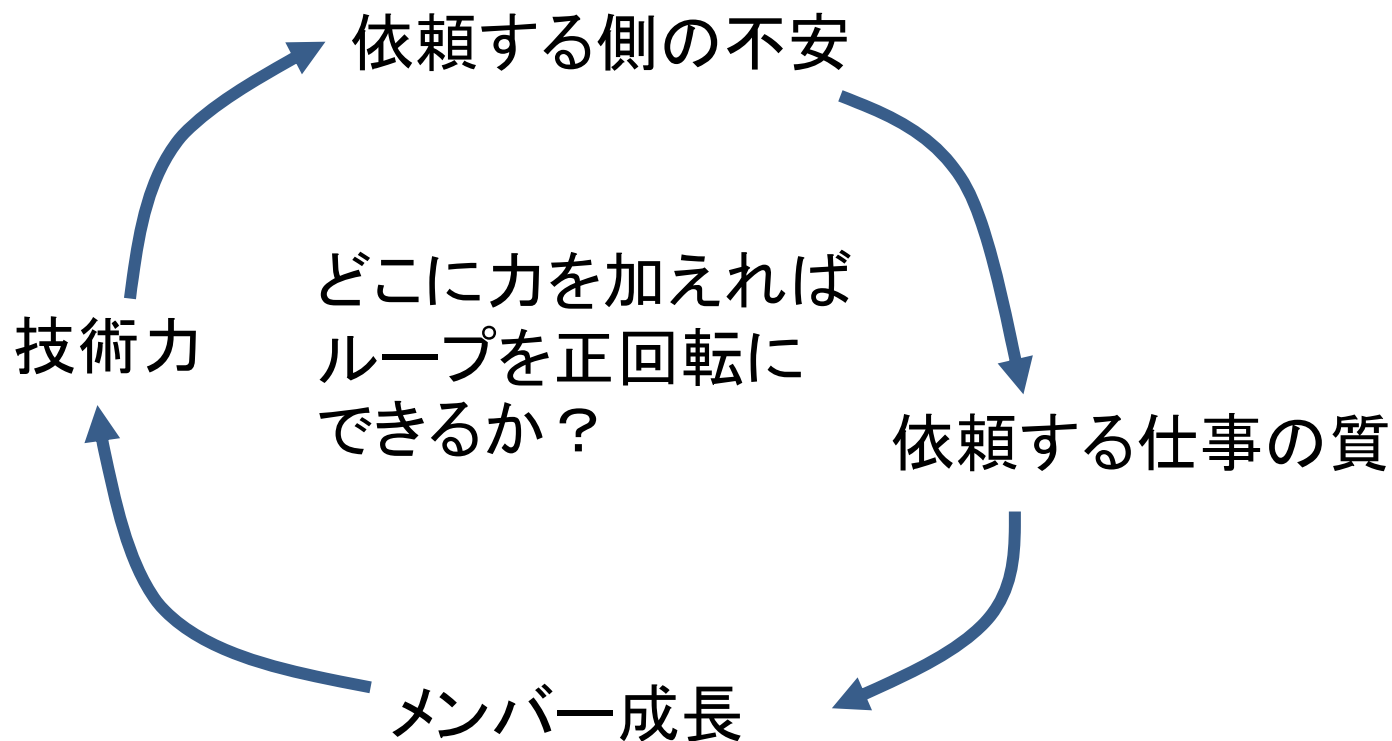 依頼する側の不安
どこに力を加えれば
ループを正回転に
できるか？
技術力
依頼する仕事の質
メンバー成長